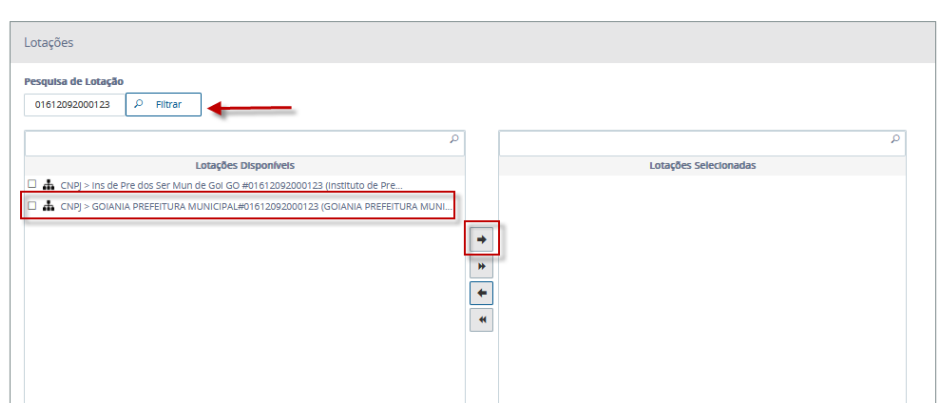 Lotações
Pesquisa de Lotação
01612092000123 Filtrar
Lotações Disponíveis
CNPJ > Ins de Pre dos Ser Mun de Goi GO #01612092000123 (Instituto de Pre...
CNPJ > GOIANIA PREFEITURA MUNICIPAL#01612092000123 (GOIANIA PREFEITURA MUNI...
Lotações Selecionadas